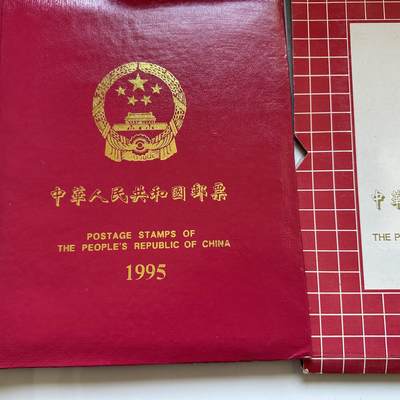 中華人民共和國郵票
POSTAGE STAMPS OF
THE PEOPLE'S REPUBLIC OF CHINA
1995
中
THE